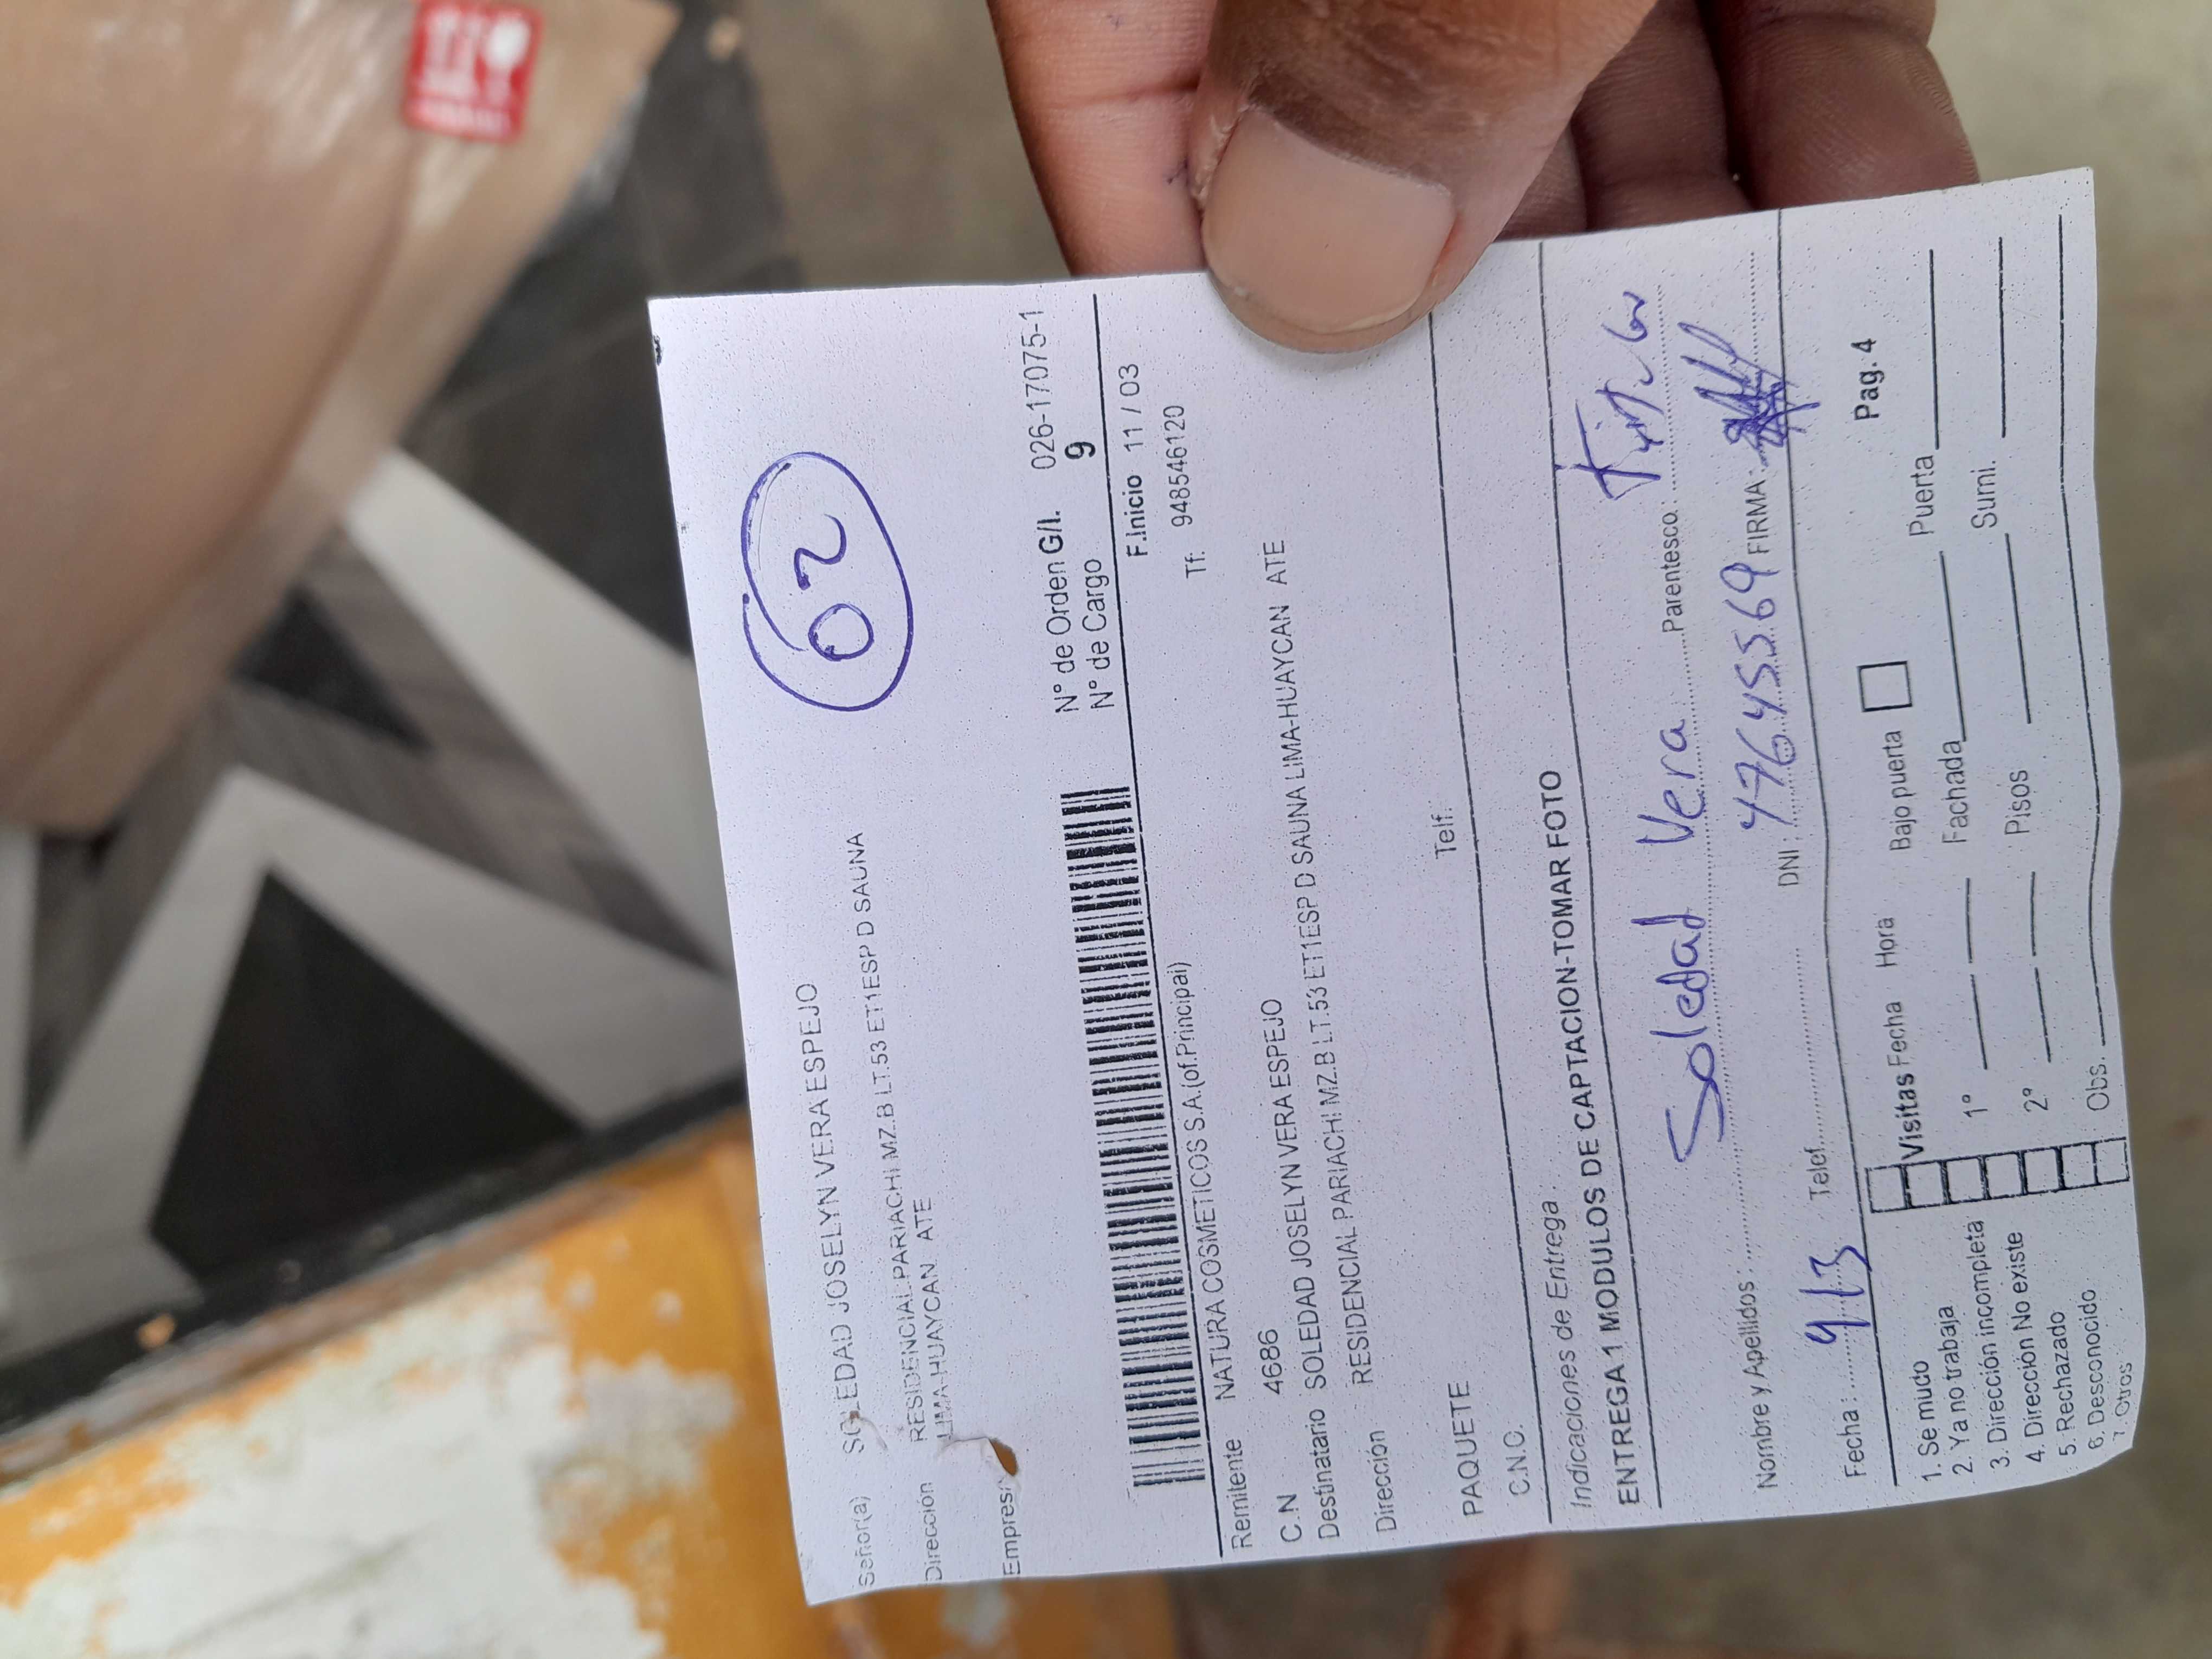 02
Señor(a) SOLEDAD JOSELYN VERA ESPEJO
Dirección RESIDENCIAL PARIACHI MZ.B LT.53 ET1ESP D SAUNA
LIMA-HUAYCAN ATE
Empresa
N° de Orden G/I. 026-17075-1
N° de Cargo 9
F.Inicio 11 / 03
Remitente NATURA COSMETICOS S.A.(of.Principal)
Tf: 948546120
C.N 4686
Destinatario SOLEDAD JOSELYN VERA ESPEJO
Dirección RESIDENCIAL PARIACHI MZ.B LT.53 ET1ESP D SAUNA LIMA-HUAYCAN ATE
PAQUETE Telf:
C.N.O.
Indicaciones de Entrega :
ENTREGA 1 MODULOS DE CAPTACION-TOMAR FOTO
Nombre y Apellidos : Soledad Vera Parentesco:
Fecha : 9/3 Telef. DNI : 47645569 FIRMA :
1. Se mudo Visitas Fecha Hora Bajo puerta Pag. 4
2. Ya no trabaja 1° Fachada Puerta
3. Dirección incompleta
4. Dirección No existe 2° Pisos Sumi.
5. Rechazado
6. Desconocido Obs.
7. Otros